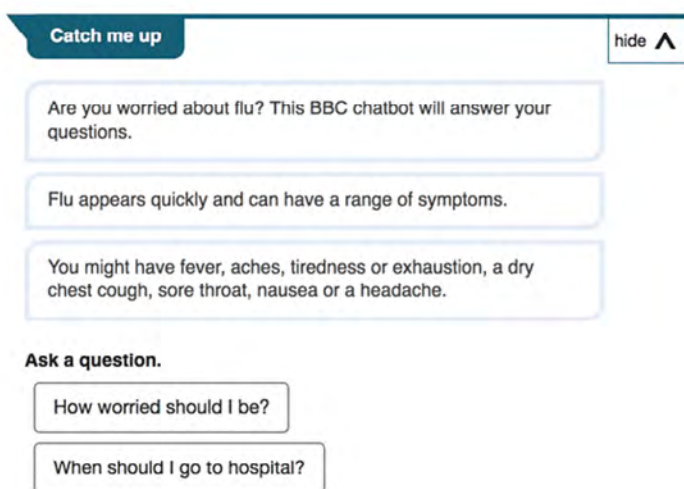 Catch me up
hide
Are you worried about flu? This BBC chatbot will answer your
questions.
Flu appears quickly and can have a range of symptoms.
You might have fever, aches, tiredness or exhaustion, a dry
chest cough, sore throat, nausea or a headache.
Ask a question.
How worried should I be?
When should I go to hospital?